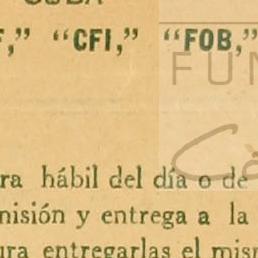 CUBA
F," "CFI," "FOB,"
FUN
ra hábil del día o de
misión y entrega a la
ura entregarlas el mism